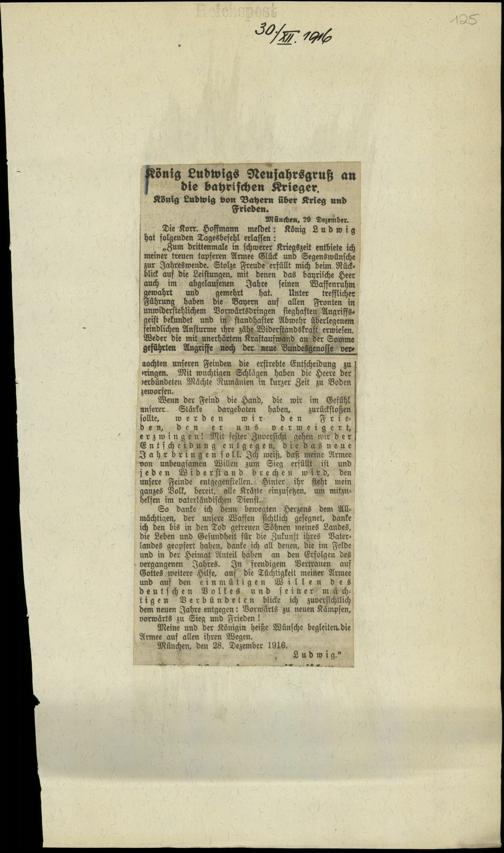 Reichspost
30/XII. 1916
125
König Ludwigs Neujahrsgruß an
die bayrischen Krieger.
König Ludwig von Bayern über Krieg und
Frieden.
München, 29. Dezember.
Die Korr. Hoffmann meldet: König Ludwig
hat folgenden Tagesbefehl erlassen:
„Zum drittenmale in schwerer Kriegszeit entbiete ich
meiner treuen tapferen Armee Glück und Segenswünsche
zur Jahreswende. Stolze Freude erfüllt mich beim Rück-
blick auf die Leistungen, mit denen das bayrische Heer
auch im abgelaufenen Jahre seinen Waffenruhm
gewahrt und gemehrt hat. Unter trefflicher
Führung haben die Bayern auf allen Fronten in
unwiderstehlichem Vorwärtsdringen sieghaften Angriffs-
geist bekundet und in standhafter Abwehr überlegenem
feindlichen Ansturme ihre zähe Widerstandskraft erwiesen.
Weder die mit unerhörtem Kraftaufwand an der Somme
geführten Angriffe noch der neue Bundesgenosse ver-
mochten unseren Feinden die erstrebte Entscheidung zu
bringen. Mit wuchtigen Schlägen haben die Heere der
verbündeten Mächte Rumänien in kurzer Zeit zu Boden
geworfen.
Wenn der Feind die Hand, die wir im Gefühl
unserer Stärke dargeboten haben, zurückstoßen
sollte, werden wir den Frie-
den, den er uns verweigert,
erzwingen! Mit fester Zuversicht gehen wir der
Entscheidung entgegen, die das neue
Jahr bringen soll. Ich weiß, daß meine Armee
von unbeugsamen Willen zum Sieg erfüllt ist und
jeden Widerstand brechen wird, den
unsere Feinde entgegenstellen. Hinter ihr steht mein
ganzes Volk, bereit, alle Kräfte einzusetzen, um mitzu-
helfen im vaterländischen Dienst.
So danke ich denn bewegten Herzens dem All-
mächtigen, der unsere Waffen sichtlich gesegnet, danke
ich den bis in den Tod getreuen Söhnen meines Landes,
die Leben und Gesundheit für die Zukunft ihres Vater-
landes geopfert haben, danke ich all denen, die im Felde
und in der Heimat Anteil haben an den Erfolgen des
vergangenen Jahres. In freudigem Vertrauen auf
Gottes weitere Hilfe, auf die Tüchtigkeit meiner Armee
und auf den einmütigen Willen des
deutschen Volkes und seiner mäch-
tigen Verbündeten blicke ich zuversichtlich
dem neuen Jahre entgegen: Vorwärts zu neuen Kämpfen,
vorwärts zu Sieg und Frieden!
Meine und der Königin heiße Wünsche begleiten die
Armee auf allen ihren Wegen.
München, den 28. Dezember 1916.
Ludwig."